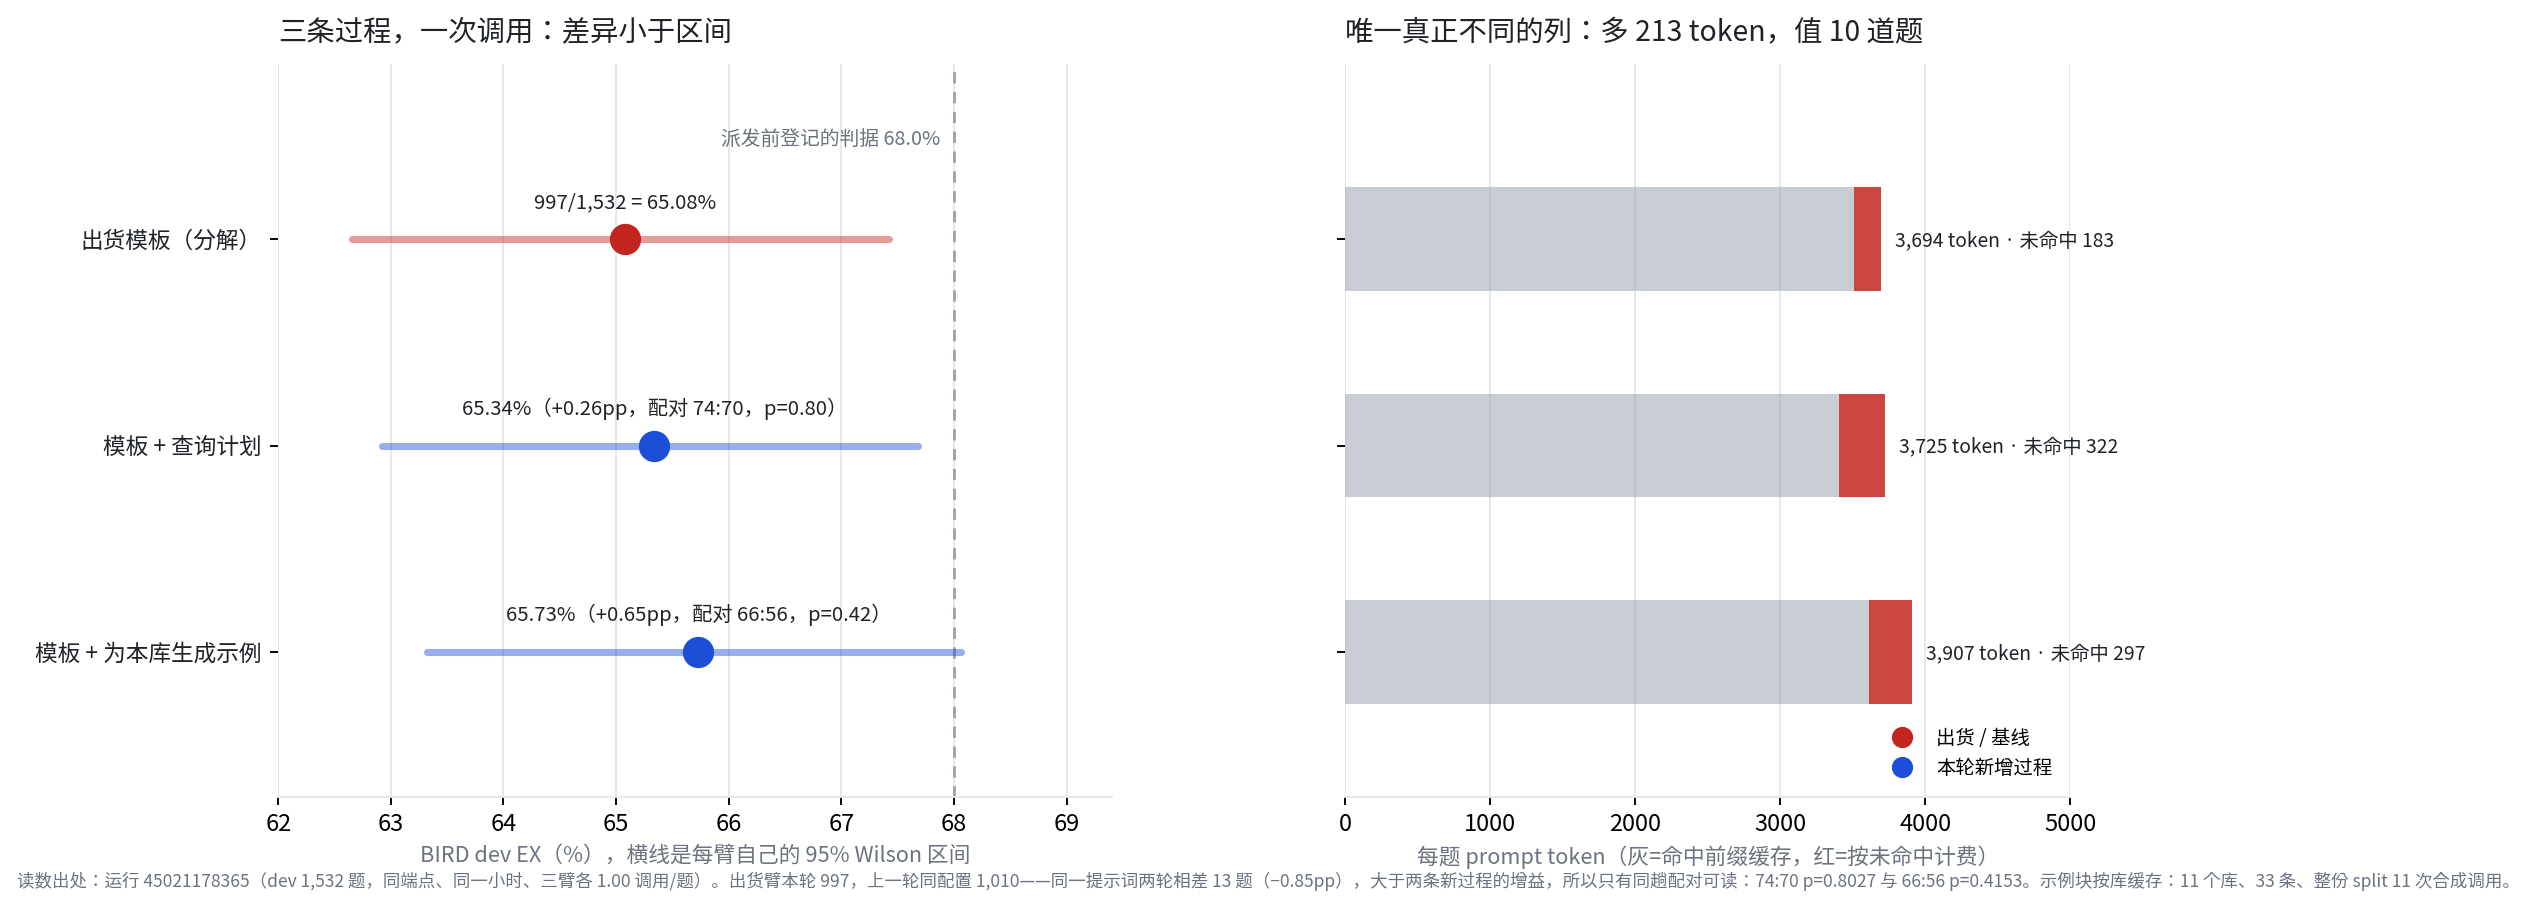 三条过程，一次调用：差异小于区间
派发前登记的判据 68.0%
997/1,532 = 65.08%
出货模板（分解）
65.34%（+0.26pp，配对 74:70，p=0.80）
模板 + 查询计划
65.73%（+0.65pp，配对 66:56，p=0.42）
模板 + 为本库生成示例
62 63 64 65 66 67 68 69
BIRD dev EX（%），横线是每臂自己的 95% Wilson 区间
唯一真正不同的列：多 213 token，值 10 道题
3,694 token · 未命中 183
3,725 token · 未命中 322
3,907 token · 未命中 297
出货 / 基线
本轮新增过程
0 1000 2000 3000 4000 5000
每题 prompt token（灰=命中前缀缓存，红=按未命中计费）
读数出处：运行 45021178365（dev 1,532 题，同端点、同一小时、三臂各 1.00 调用/题）。出货臂本轮 997，上一轮同配置 1,010——同一提示词两轮相差 13 题（−0.85pp），大于两条新过程的增益，所以只有同趟配对可读：74:70 p=0.8027 与 66:56 p=0.4153。示例块按库缓存：11 个库、33 条、整份 split 11 次合成调用。